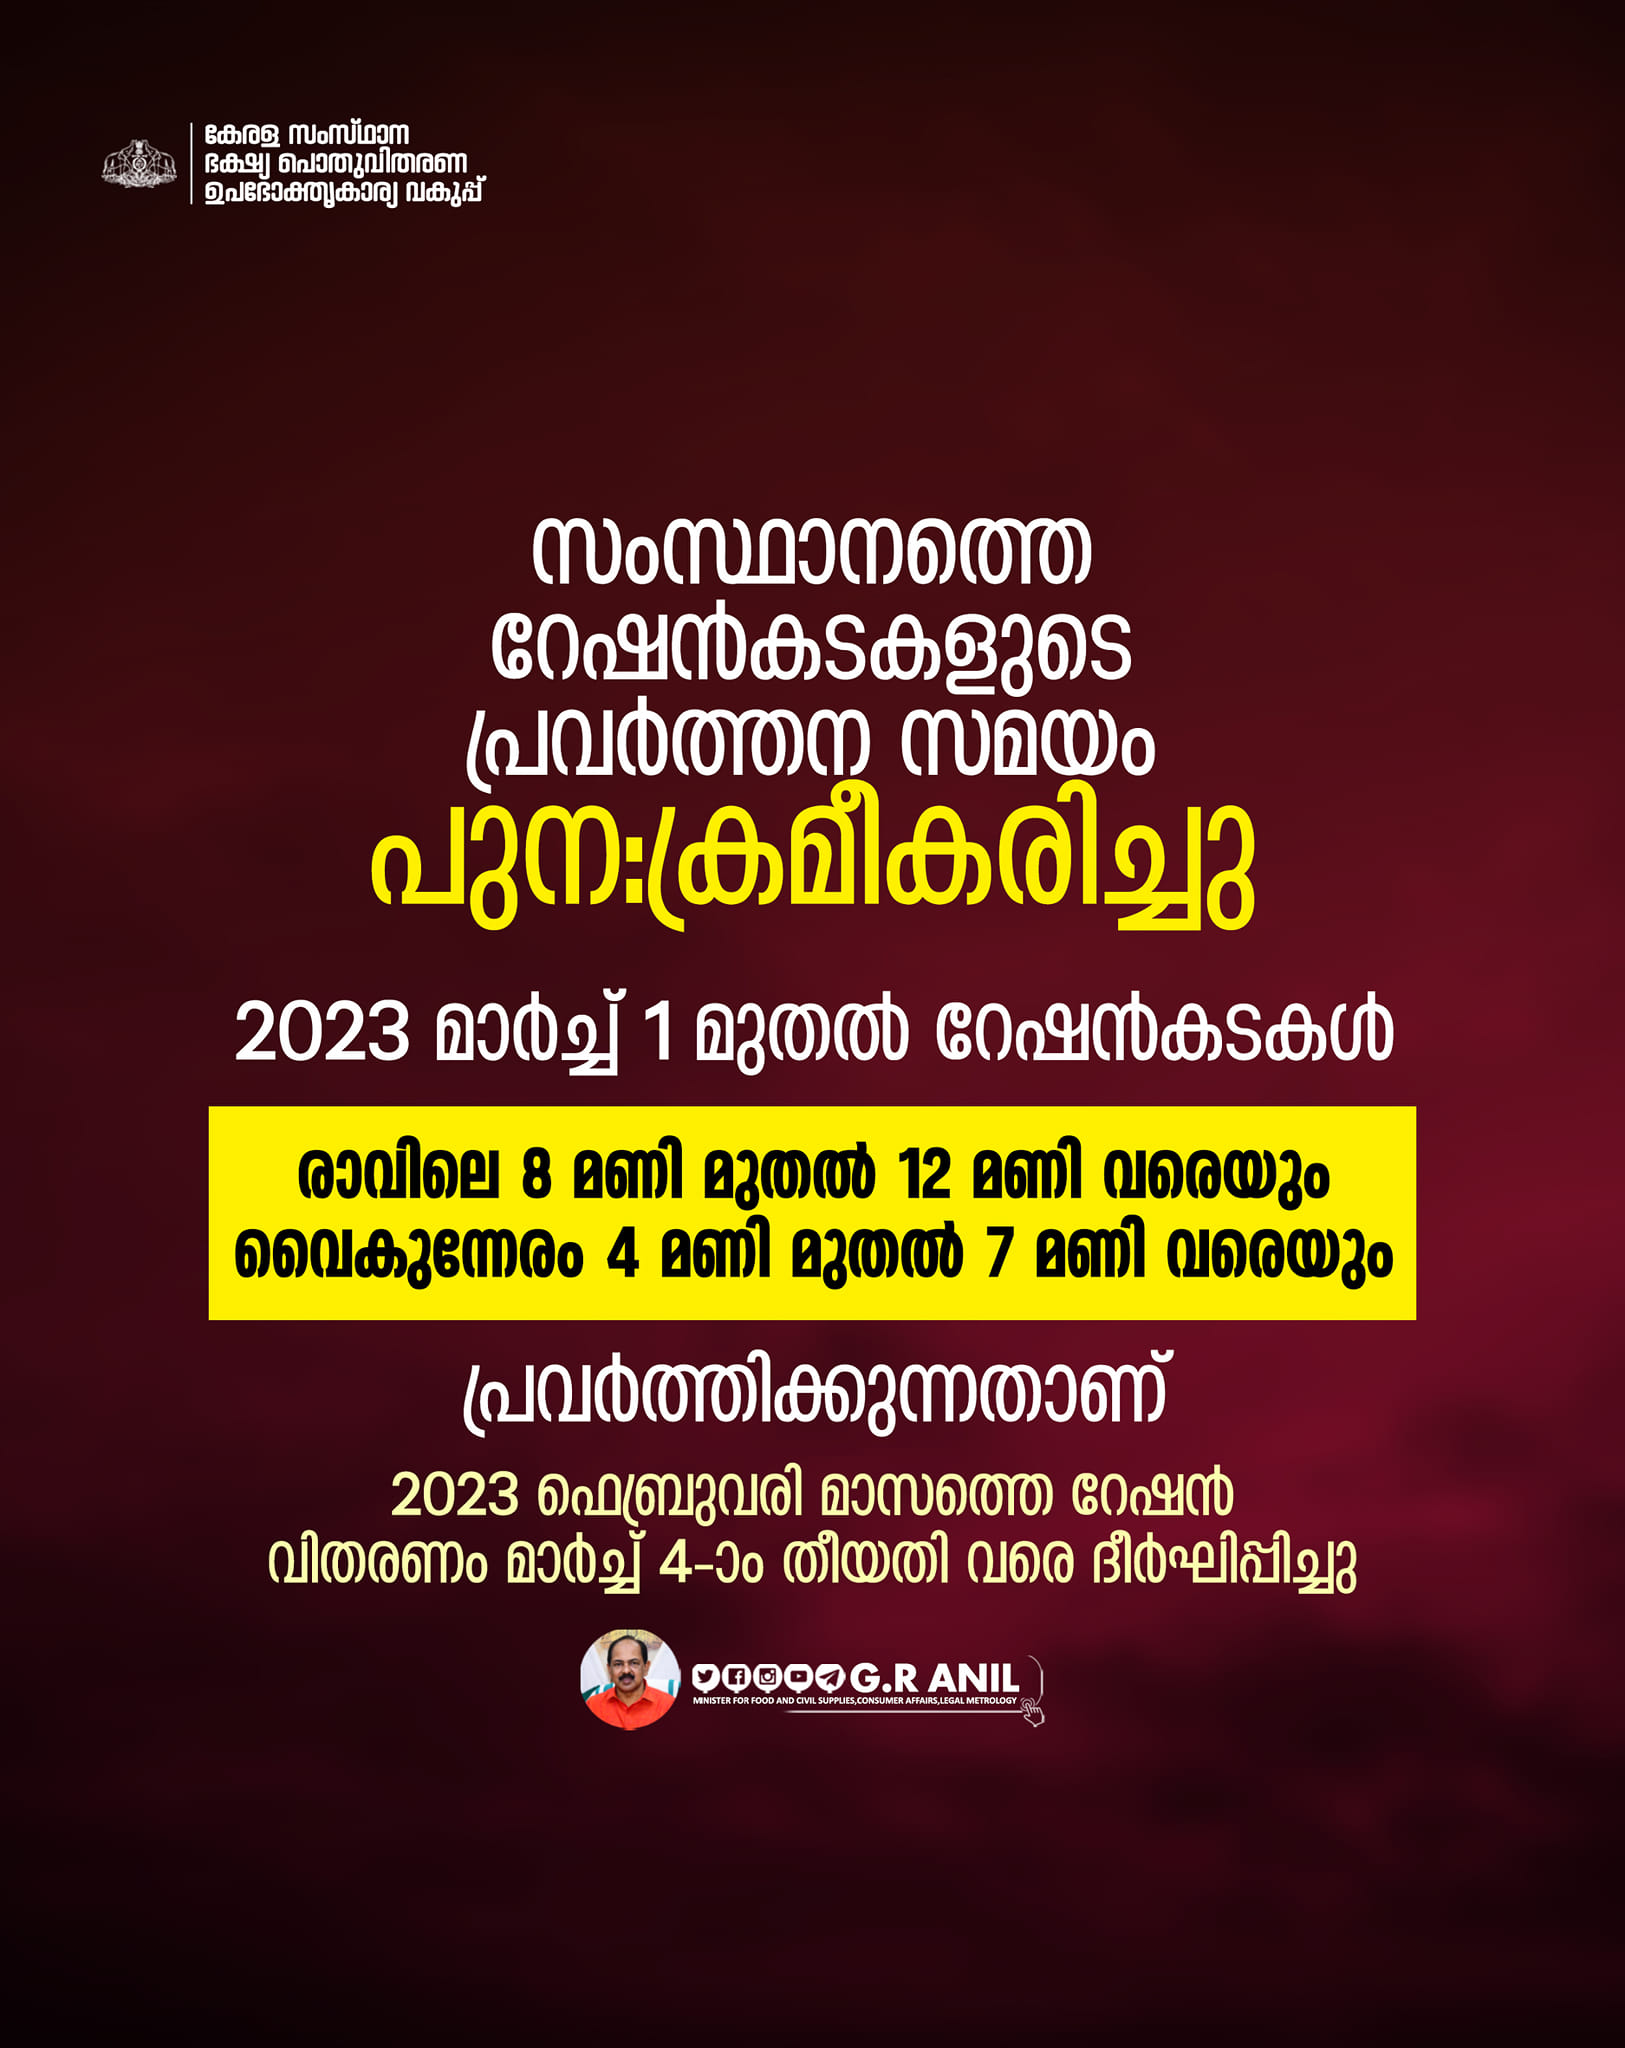 കേരള സംസ്ഥാന
ഭക്ഷ്യ പൊതുവിതരണ
ഉപഭോക്തൃകാര്യ വകുപ്പ്
സംസ്ഥാനത്തെ
റേഷൻകടകളുടെ
പ്രവർത്തന സമയം
പുന:ക്രമീകരിച്ചു
2023 മാർച്ച് 1 മുതൽ റേഷൻകടകൾ
രാവിലെ 8 മണി മുതൽ 12 മണി വരെയും
വൈകുന്നേരം 4 മണി മുതൽ 7 മണി വരെയും
പ്രവർത്തിക്കുന്നതാണ്
2023 ഫെബ്രുവരി മാസത്തെ റേഷൻ
വിതരണം മാർച്ച് 4-ാം തീയതി വരെ ദീർഘിപ്പിച്ചു
G.R ANIL
MINISTER FOR FOOD AND CIVIL SUPPLIES,CONSUMER AFFAIRS,LEGAL METROLOGY